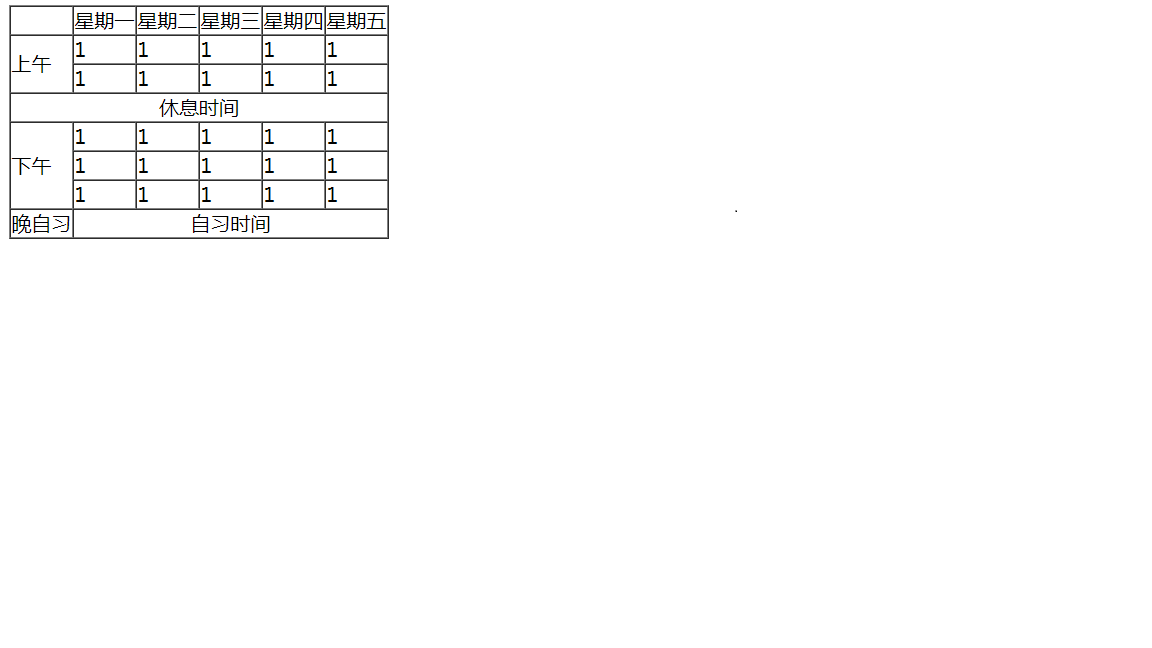 星期一 星期二 星期三 星期四 星期五
上午 1 1 1 1 1
1 1 1 1 1
休息时间
下午 1 1 1 1 1
1 1 1 1 1
1 1 1 1 1
晚自习 自习时间